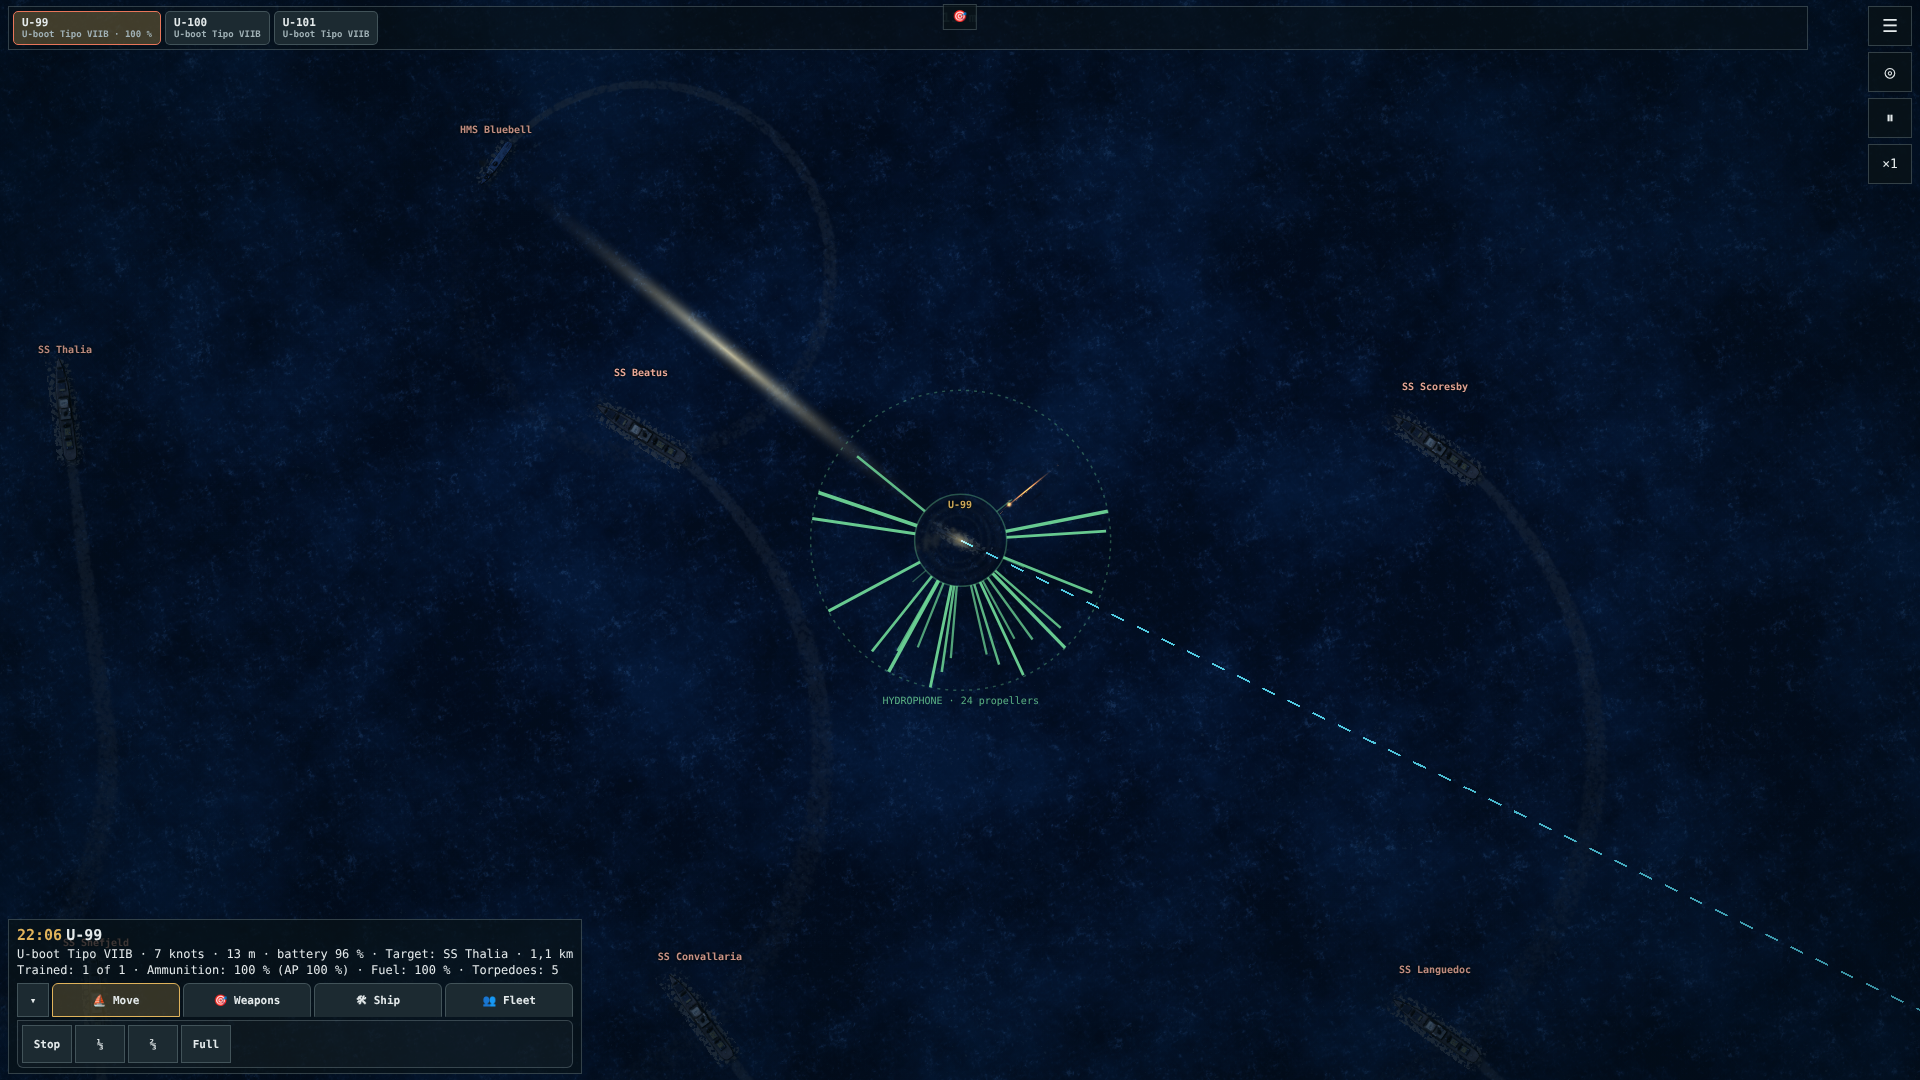 U-99
U-boot Tipo VIIB · 100 %
U-100
U-boot Tipo VIIB
U-101
U-boot Tipo VIIB
×1
HMS Bluebell
SS Thalia
SS Beatus
SS Scoresby
U-99
HYDROPHONE · 24 propellers
SS Convallaria
SS Languedoc
22:06 U-99
U-boot Tipo VIIB · 7 knots · 13 m · battery 96 % · Target: SS Thalia · 1,1 km
Trained: 1 of 1 · Ammunition: 100 % (AP 100 %) · Fuel: 100 % · Torpedoes: 5
Move
Weapons
Ship
Fleet
Stop
⅓
⅔
Full